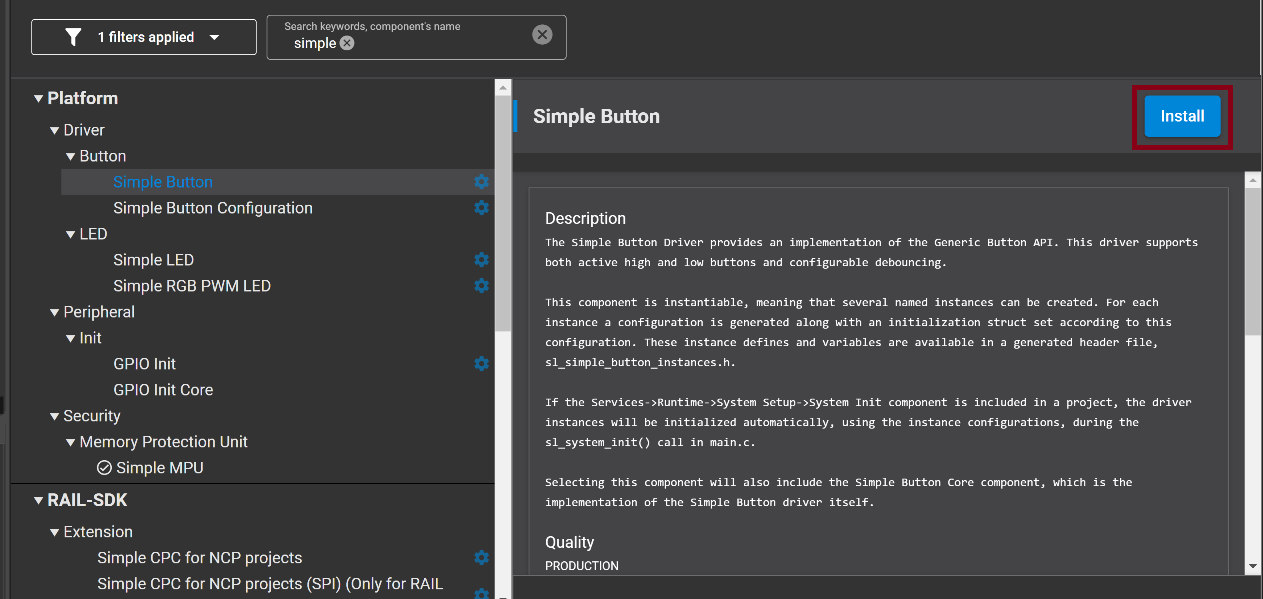 1 filters applied
Search keywords, component's name
simple
Platform
Driver
Button
Simple Button
Simple Button Configuration
LED
Simple LED
Simple RGB PWM LED
Peripheral
Init
GPIO Init
GPIO Init Core
Security
Memory Protection Unit
Simple MPU
RAIL-SDK
Extension
Simple CPC for NCP projects
Simple CPC for NCP projects (SPI) (Only for RAIL
Simple Button
Install
Description
The Simple Button Driver provides an implementation of the Generic Button API. This driver supports
both active high and low buttons and configurable debouncing.
This component is instantiable, meaning that several named instances can be created. For each
instance a configuration is generated along with an initialization struct set according to this
configuration. These instance defines and variables are available in a generated header file,
sl_simple_button_instances.h.
If the Services->Runtime->System Setup->System Init component is included in a project, the driver
instances will be initialized automatically, using the instance configurations, during the
sl_system_init() call in main.c.
Selecting this component will also include the Simple Button Core component, which is the
implementation of the Simple Button driver itself.
Quality
PRODUCTION